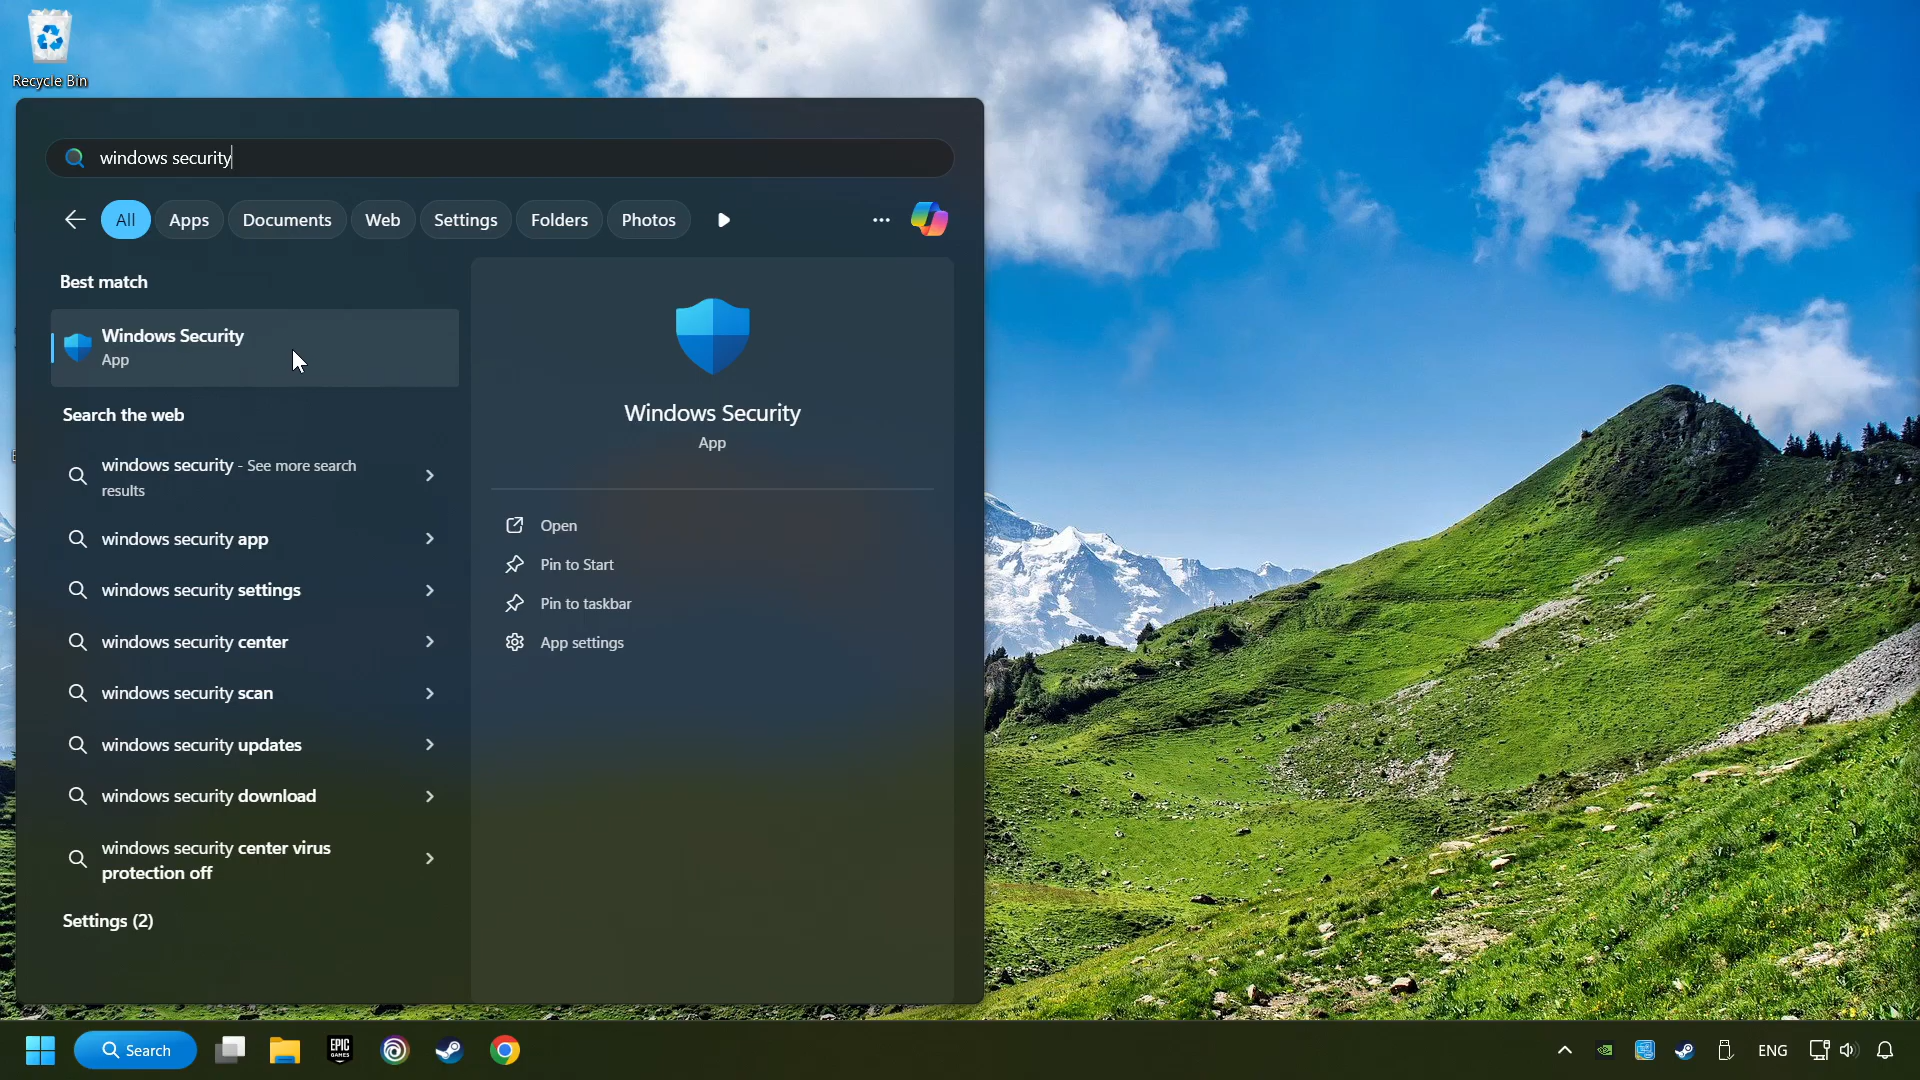 Recycle Bin
windows security
All
Apps
Documents
Web
Settings
Folders
Photos
Best match
Windows Security
App
Search the web
windows security - See more search
results
windows security app
windows security settings
windows security center
windows security scan
windows security updates
windows security download
windows security center virus
protection off
Settings (2)
Windows Security
App
Open
Pin to Start
Pin to taskbar
App settings
Search
EPIC
GAMES
ENG